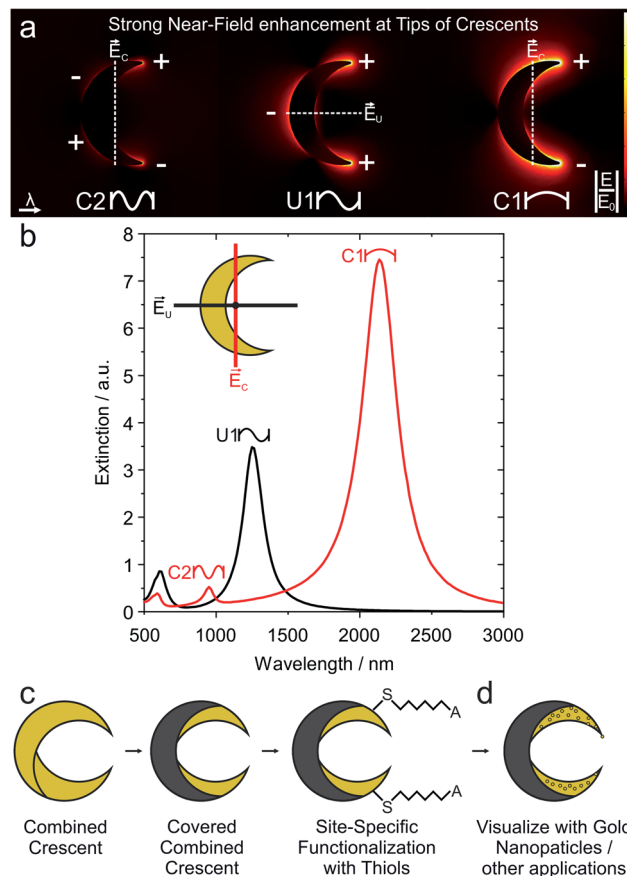 a
Strong Near-Field enhancement at Tips of Crescents
E_C
E_C
- + + - +
E_U
+ - + -
λ
C2
U1
C1
|E/E_0|
b
8
7
6
5
4
3
2
1
0
Extinction / a.u.
E_U
E_C
C1
U1
C2
500 1000 1500 2000 2500 3000
Wavelength / nm
c
d
S
A
S
A
Combined
Crescent
Covered
Combined
Crescent
Site-Specific
Functionalization
with Thiols
Visualize with Gold
Nanopaticles /
other applications